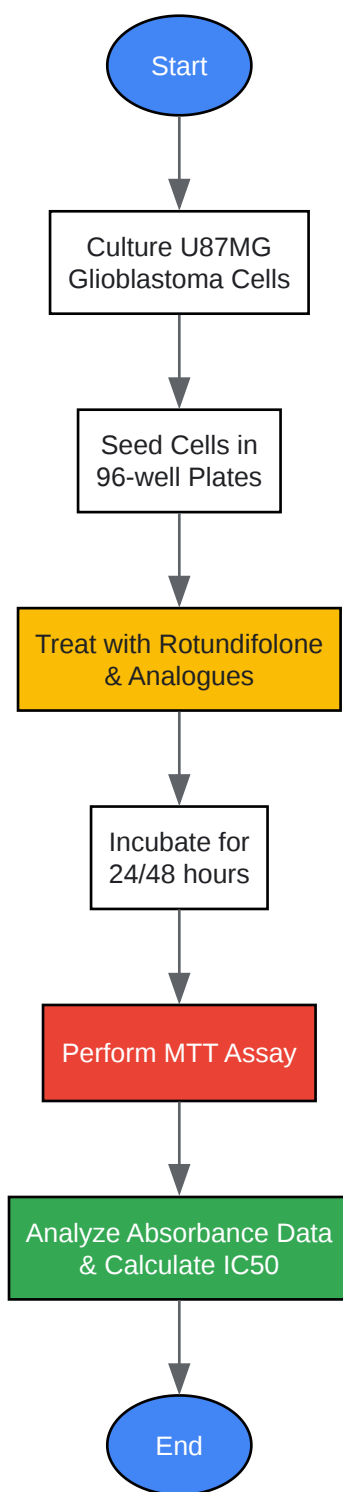 Start
Culture U87MG
Glioblastoma Cells
Seed Cells in
96-well Plates
Treat with Rotundifolone
& Analogues
Incubate for
24/48 hours
Perform MTT Assay
Analyze Absorbance Data
& Calculate IC50
End